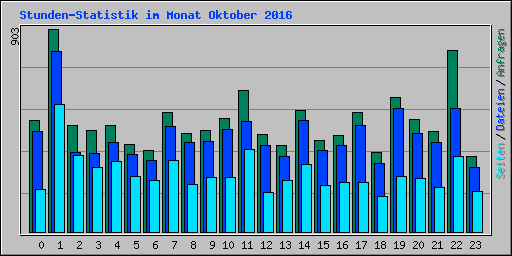 Stunden-Statistik im Monat Oktober 2016
903
Seiten / Dateien / Anfragen
0 1 2 3 4 5 6 7 8 9 10 11 12 13 14 15 16 17 18 19 20 21 22 23